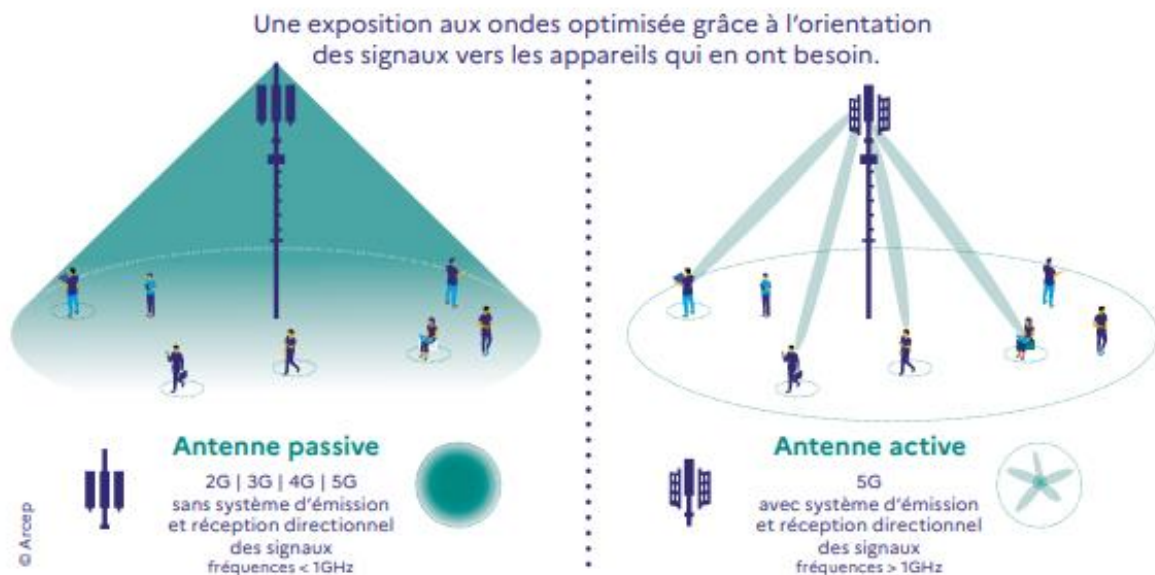 Une exposition aux ondes optimisée grâce à l'orientation
des signaux vers les appareils qui en ont besoin.
Antenne passive
2G | 3G | 4G | 5G
sans système d'émission
et réception directionnel
des signaux
fréquences < 1GHz
Antenne active
5G
avec système d'émission
et réception directionnel
des signaux
fréquences > 1GHz
© Arcep